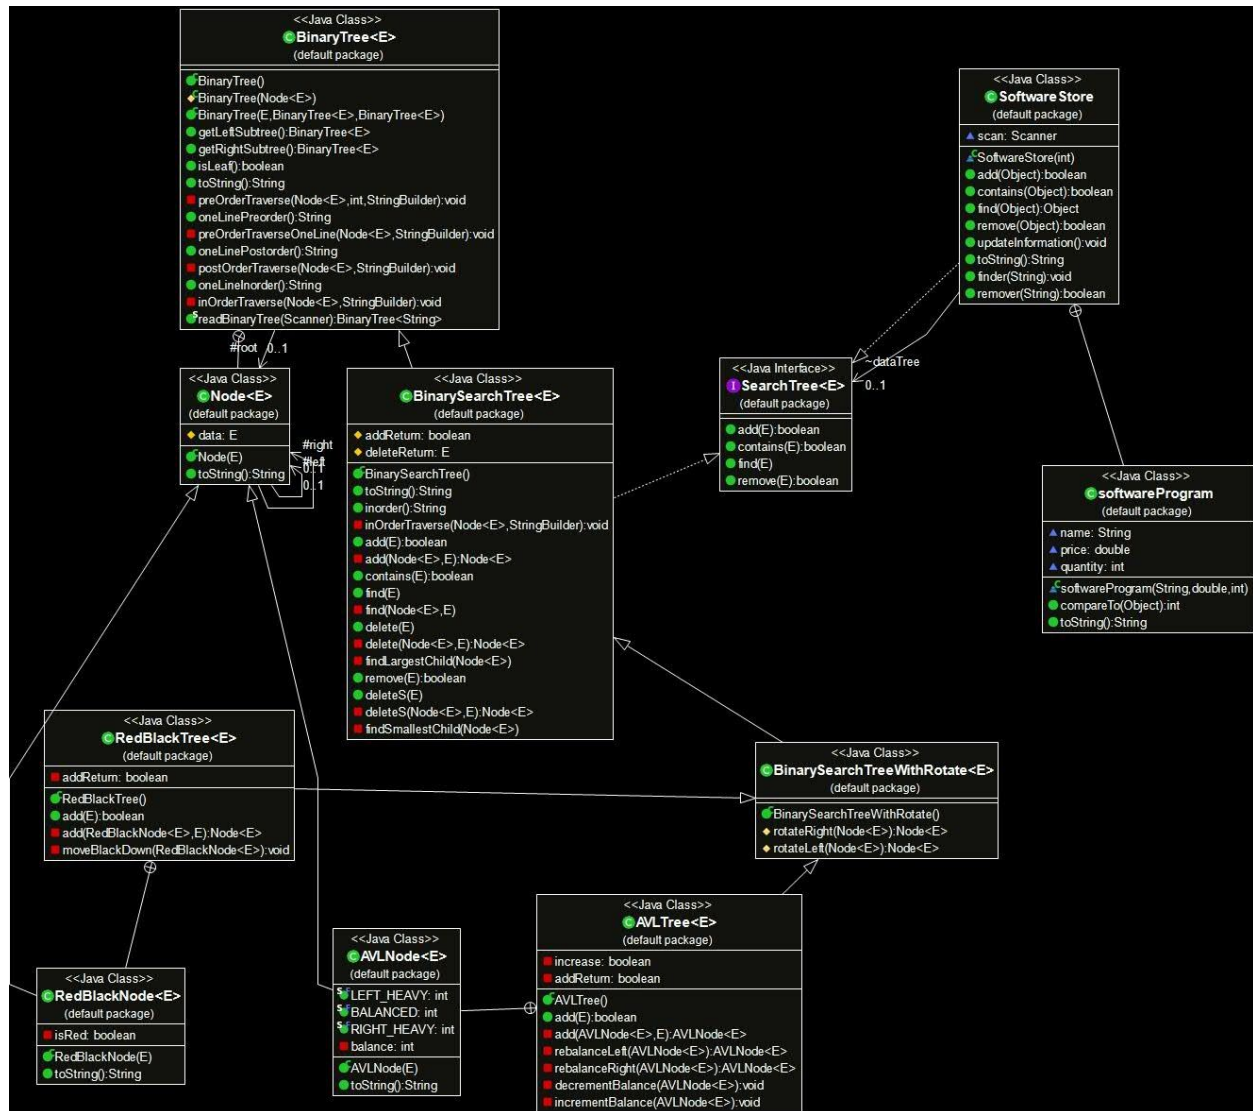 <<Java Class>>
BinaryTree<E>
(default package)
BinaryTree()
BinaryTree(Node<E>)
BinaryTree(E,BinaryTree<E>,BinaryTree<E>)
getLeftSubtree():BinaryTree<E>
getRightSubtree():BinaryTree<E>
isLeaf():boolean
toString():String
preOrderTraverse(Node<E>,int,StringBuilder):void
oneLinePreorder():String
preOrderTraverseOneLine(Node<E>,StringBuilder):void
oneLinePostorder():String
postOrderTraverse(Node<E>,StringBuilder):void
oneLineInorder():String
inOrderTraverse(Node<E>,StringBuilder):void
readBinaryTree(Scanner):BinaryTree<String>
#root 0..1
<<Java Class>>
SoftwareStore
(default package)
scan: Scanner
SoftwareStore(int)
add(Object):boolean
contains(Object):boolean
find(Object):Object
remove(Object):boolean
updateInformation():void
toString():String
finder(String):void
remover(String):boolean
~dataTree
0..1
<<Java Class>>
Node<E>
(default package)
data: E
Node(E)
toString():String
#right
#left
0..1
0..1
<<Java Class>>
BinarySearchTree<E>
(default package)
addReturn: boolean
deleteReturn: E
BinarySearchTree()
toString():String
inorder():String
inOrderTraverse(Node<E>,StringBuilder):void
add(E):boolean
add(Node<E>,E):Node<E>
contains(E):boolean
find(E)
find(Node<E>,E)
delete(E)
delete(Node<E>,E):Node<E>
findLargestChild(Node<E>)
remove(E):boolean
deleteS(E)
deleteS(Node<E>,E):Node<E>
findSmallestChild(Node<E>)
<<Java Interface>>
SearchTree<E>
(default package)
add(E):boolean
contains(E):boolean
find(E)
remove(E):boolean
<<Java Class>>
softwareProgram
(default package)
name: String
price: double
quantity: int
softwareProgram(String,double,int)
compareTo(Object):int
toString():String
<<Java Class>>
RedBlackTree<E>
(default package)
addReturn: boolean
RedBlackTree()
add(E):boolean
add(RedBlackNode<E>,E):Node<E>
moveBlackDown(RedBlackNode<E>):void
<<Java Class>>
BinarySearchTreeWithRotate<E>
(default package)
BinarySearchTreeWithRotate()
rotateRight(Node<E>):Node<E>
rotateLeft(Node<E>):Node<E>
<<Java Class>>
RedBlackNode<E>
(default package)
isRed: boolean
RedBlackNode(E)
toString():String
<<Java Class>>
AVLNode<E>
(default package)
LEFT_HEAVY: int
BALANCED: int
RIGHT_HEAVY: int
balance: int
AVLNode(E)
toString():String
<<Java Class>>
AVLTree<E>
(default package)
increase: boolean
addReturn: boolean
AVLTree()
add(E):boolean
add(AVLNode<E>,E):AVLNode<E>
rebalanceLeft(AVLNode<E>):AVLNode<E>
rebalanceRight(AVLNode<E>):AVLNode<E>
decrementBalance(AVLNode<E>):void
incrementBalance(AVLNode<E>):void